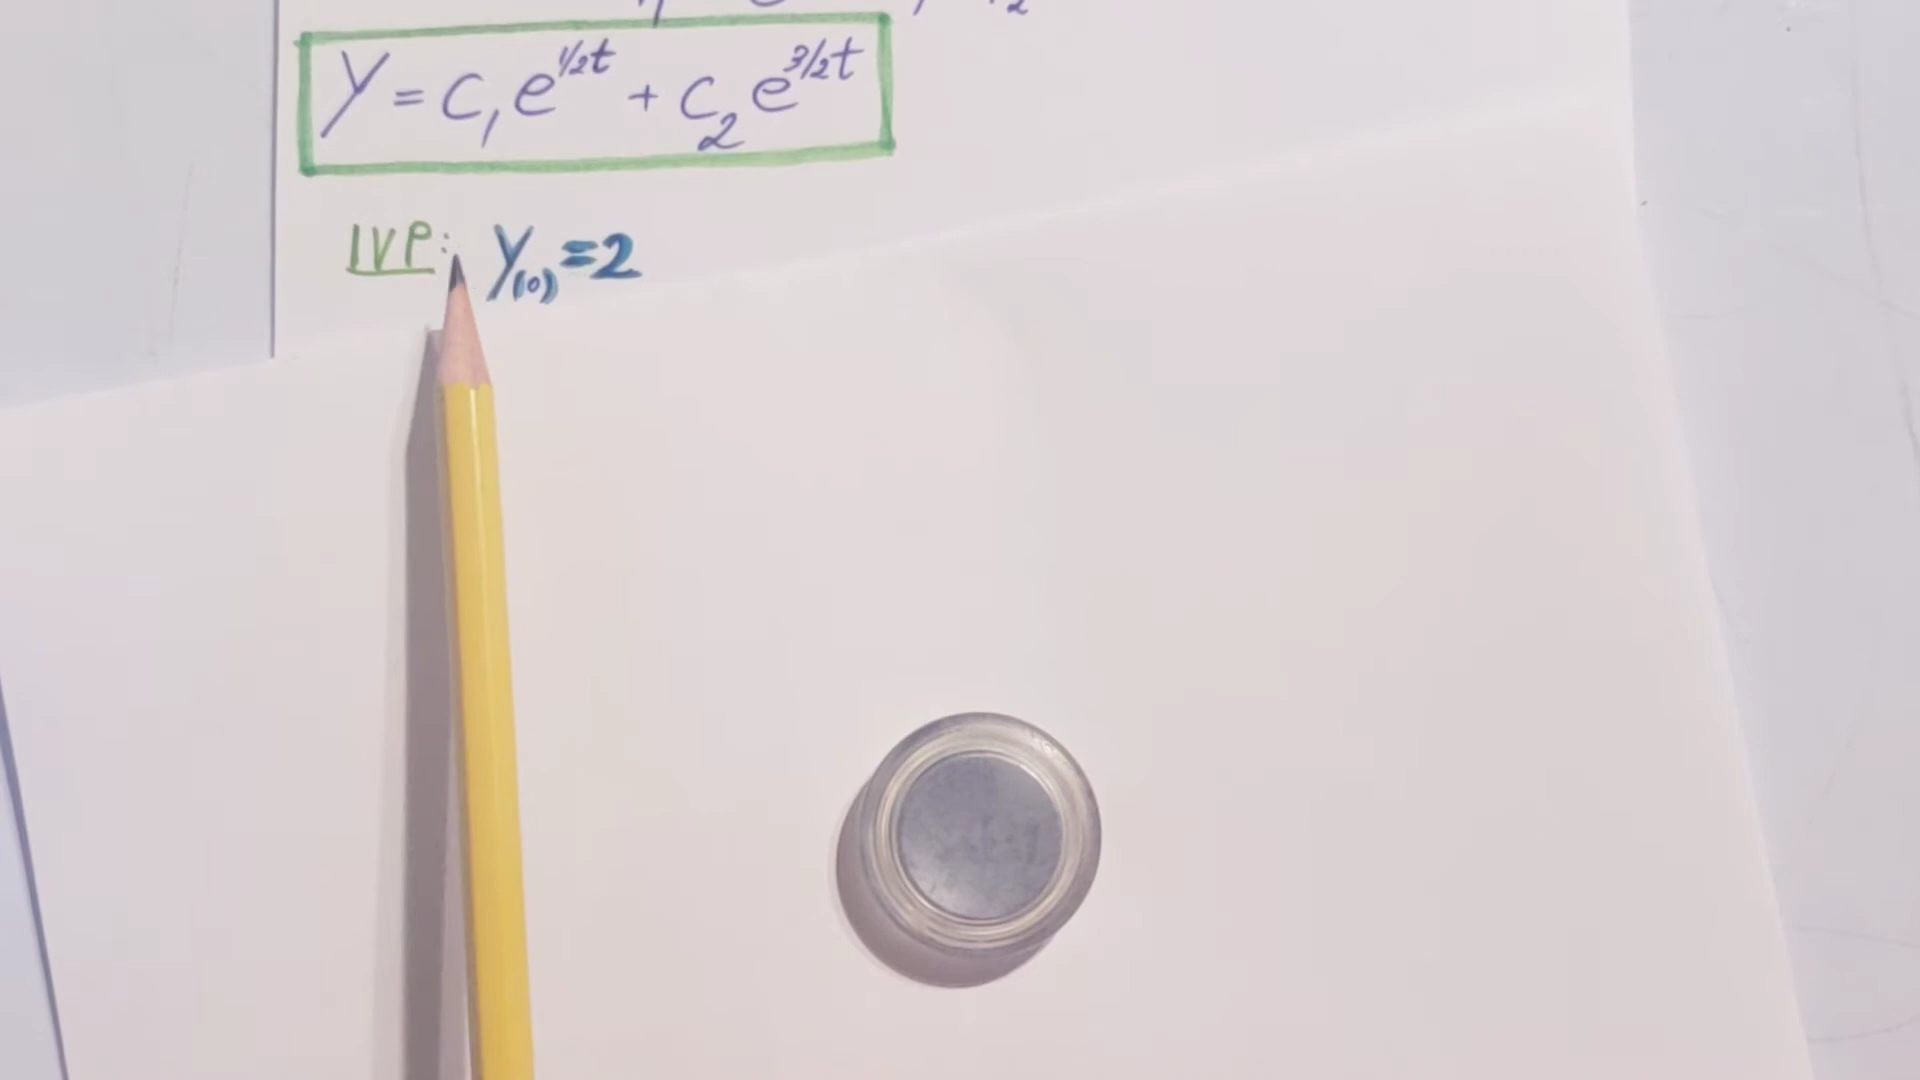 Y = C₁e^{1/2t} + C₂e^{3/2t}
IVP: Y(0)=2